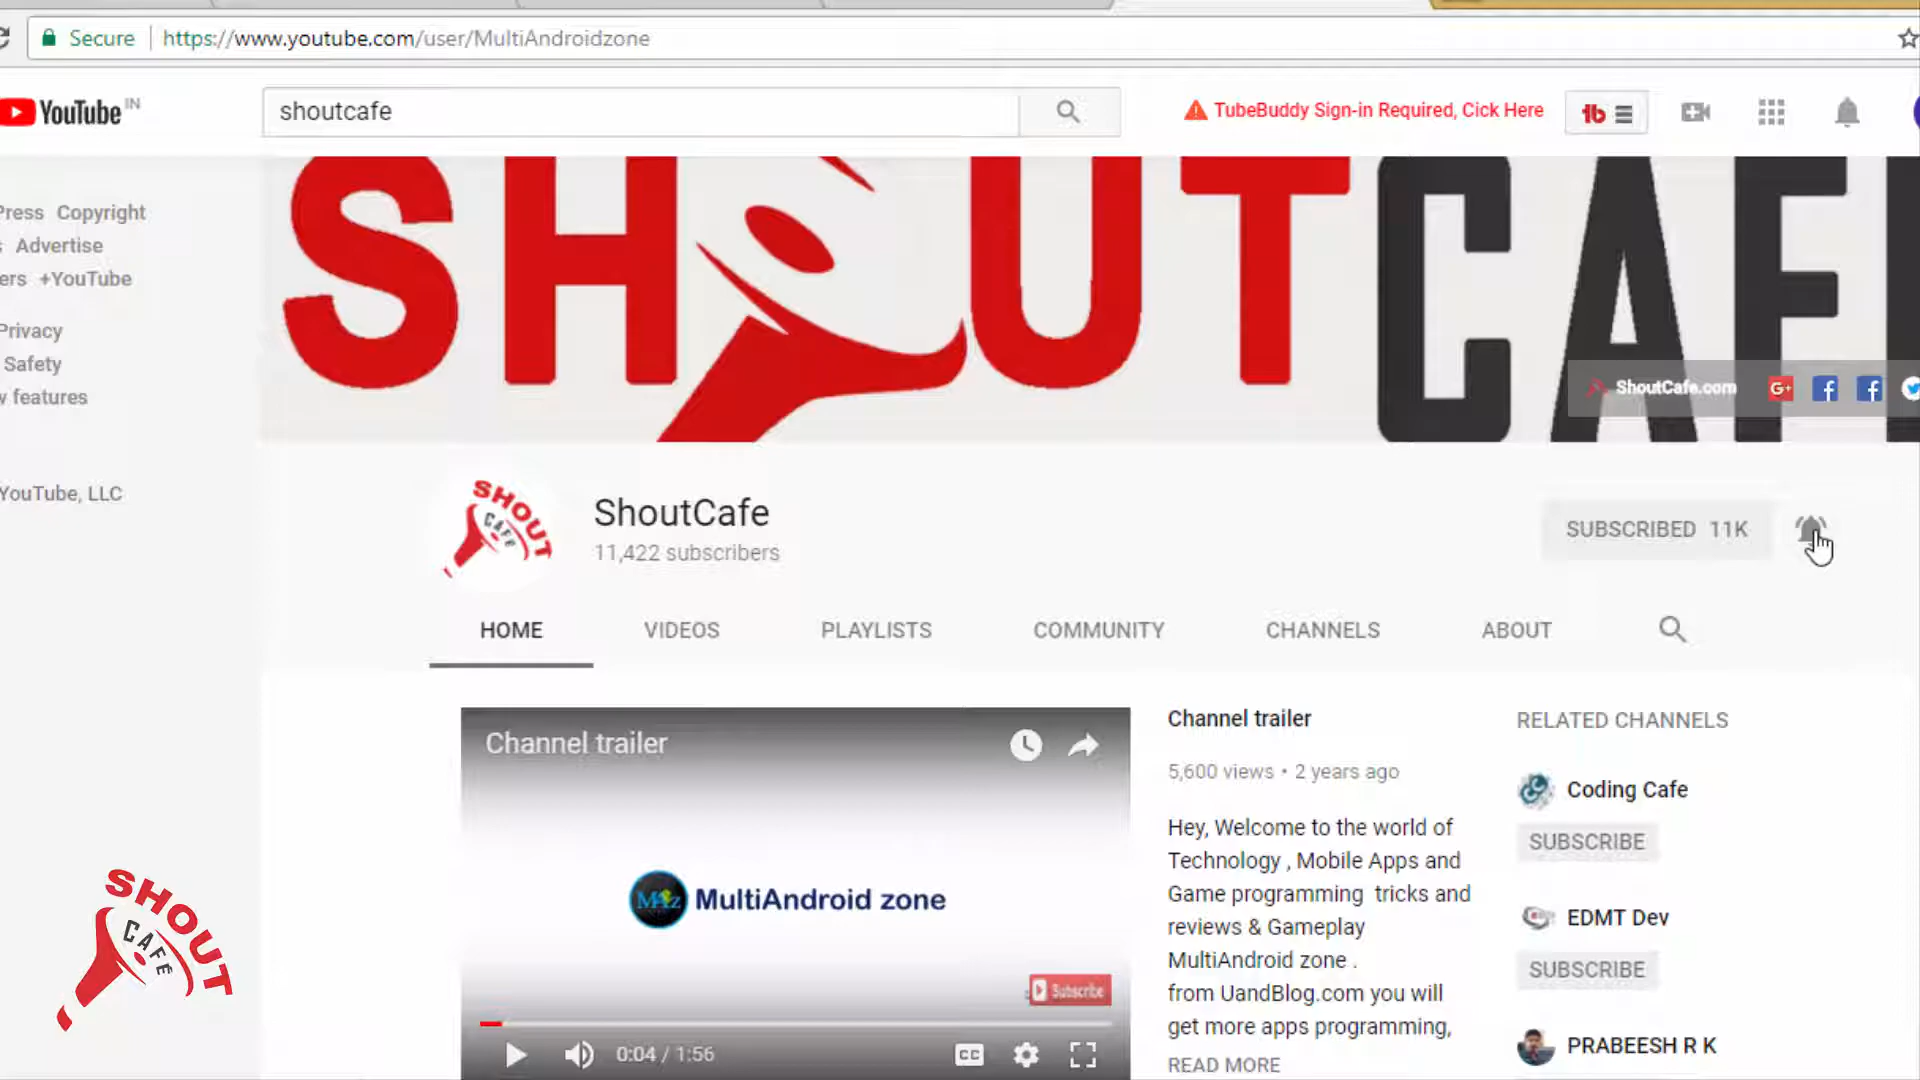 Secure https://www.youtube.com/user/MultiAndroidzone
YouTube IN
shoutcafe
TubeBuddy Sign-in Required, Cick Here
tb
Press Copyright
Advertise
ers +YouTube
Privacy
Safety
features
YouTube, LLC
SHOUTCAFE
ShoutCafe.com
G+
SHOUT
CAFE
ShoutCafe
11,422 subscribers
SUBSCRIBED 11K
HOME VIDEOS PLAYLISTS COMMUNITY CHANNELS ABOUT
Channel trailer
MultiAndroid zone
Subscribe
0:04 / 1:56
CC
Channel trailer
5,600 views • 2 years ago
Hey, Welcome to the world of
Technology , Mobile Apps and
Game programming tricks and
reviews & Gameplay
MultiAndroid zone .
from UandBlog.com you will
get more apps programming,
READ MORE
RELATED CHANNELS
Coding Cafe
SUBSCRIBE
EDMT Dev
SUBSCRIBE
PRABEESH R K
SHOUT
CAFE